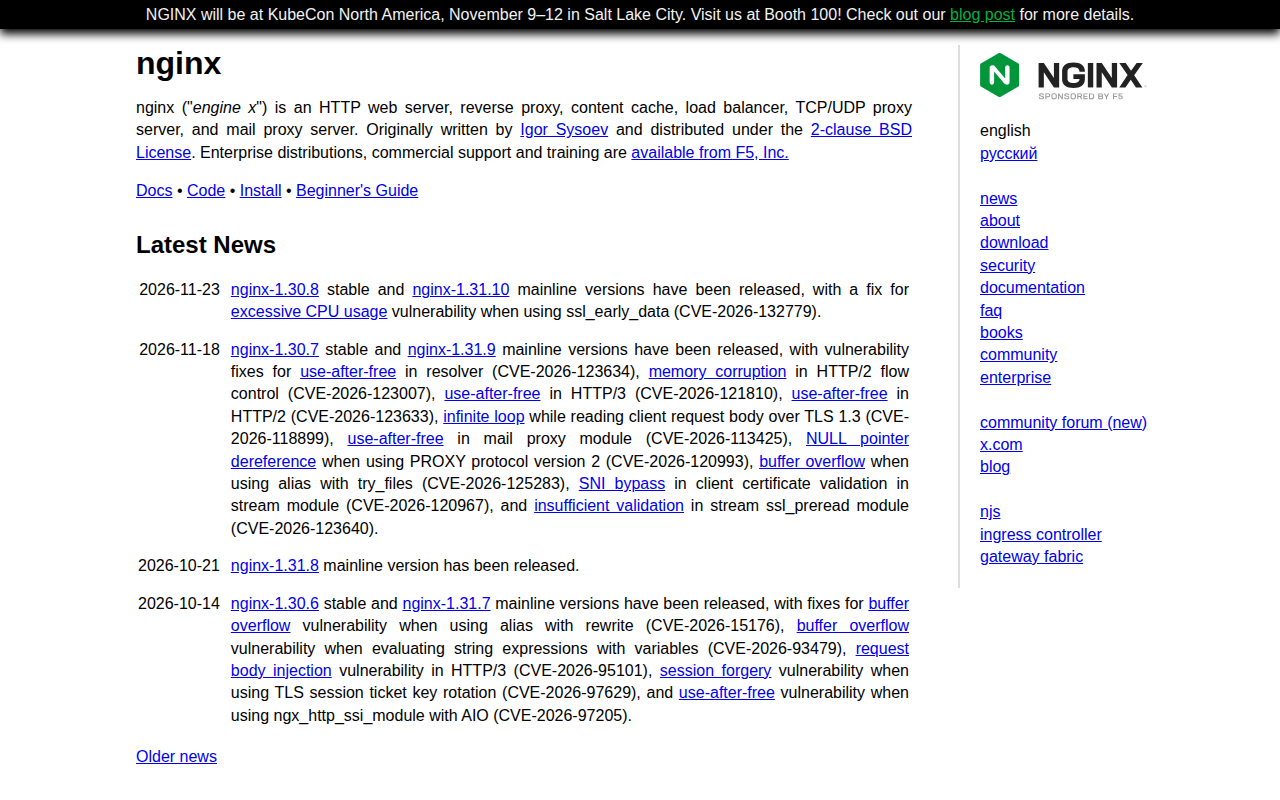 NGINX will be at KubeCon North America, November 9–12 in Salt Lake City. Visit us at Booth 100! Check out our blog post for more details.
nginx
nginx ("engine x") is an HTTP web server, reverse proxy, content cache, load balancer, TCP/UDP proxy
server, and mail proxy server. Originally written by Igor Sysoev and distributed under the 2-clause BSD
License. Enterprise distributions, commercial support and training are available from F5, Inc.
Docs • Code • Install • Beginner's Guide
Latest News
2026-11-23 nginx-1.30.8 stable and nginx-1.31.10 mainline versions have been released, with a fix for
excessive CPU usage vulnerability when using ssl_early_data (CVE-2026-132779).
2026-11-18 nginx-1.30.7 stable and nginx-1.31.9 mainline versions have been released, with vulnerability
fixes for use-after-free in resolver (CVE-2026-123634), memory corruption in HTTP/2 flow
control (CVE-2026-123007), use-after-free in HTTP/3 (CVE-2026-121810), use-after-free in
HTTP/2 (CVE-2026-123633), infinite loop while reading client request body over TLS 1.3 (CVE-
2026-118899), use-after-free in mail proxy module (CVE-2026-113425), NULL pointer
dereference when using PROXY protocol version 2 (CVE-2026-120993), buffer overflow when
using alias with try_files (CVE-2026-125283), SNI bypass in client certificate validation in
stream module (CVE-2026-120967), and insufficient validation in stream ssl_preread module
(CVE-2026-123640).
2026-10-21 nginx-1.31.8 mainline version has been released.
2026-10-14 nginx-1.30.6 stable and nginx-1.31.7 mainline versions have been released, with fixes for buffer
overflow vulnerability when using alias with rewrite (CVE-2026-15176), buffer overflow
vulnerability when evaluating string expressions with variables (CVE-2026-93479), request
body injection vulnerability in HTTP/3 (CVE-2026-95101), session forgery vulnerability when
using TLS session ticket key rotation (CVE-2026-97629), and use-after-free vulnerability when
using ngx_http_ssi_module with AIO (CVE-2026-97205).
Older news
NGINX
SPONSORED BY F5
english
русский
news
about
download
security
documentation
faq
books
community
enterprise
community forum (new)
x.com
blog
njs
ingress controller
gateway fabric